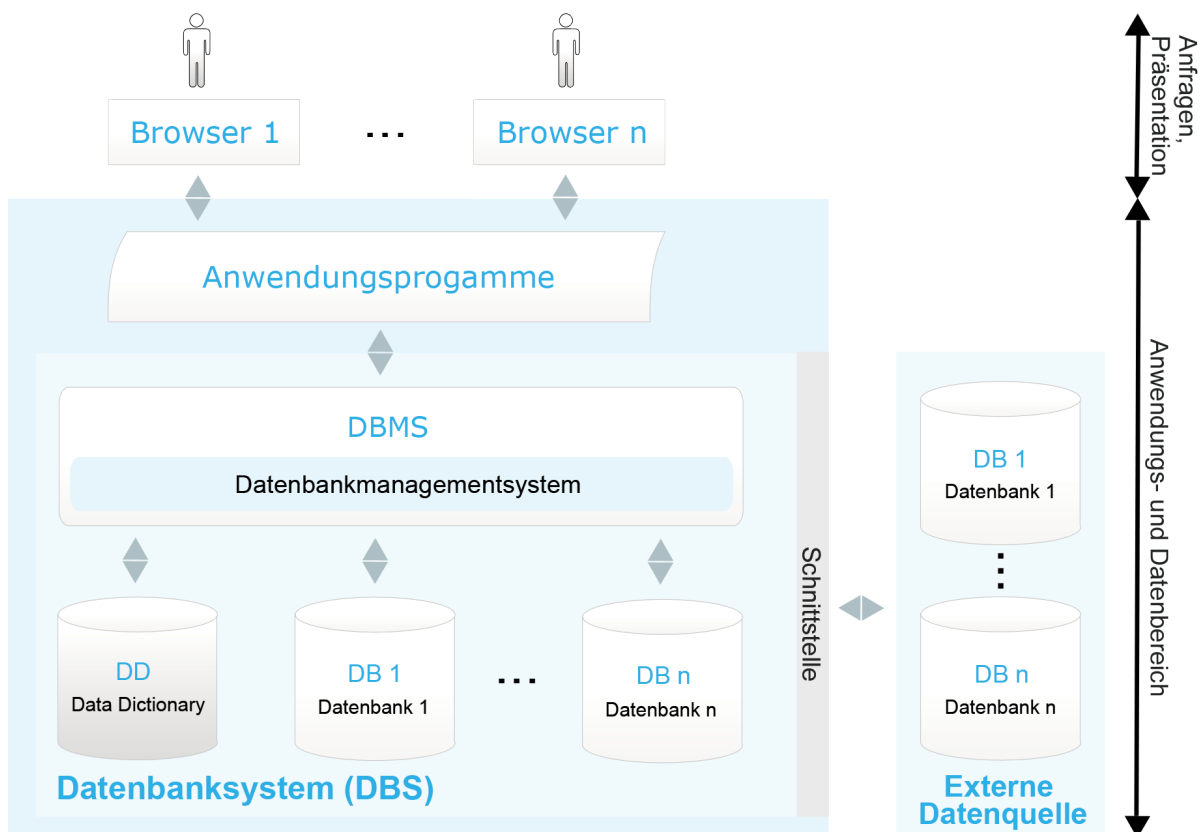 Browser 1
...
Browser n
Anfragen,
Präsentation
Anwendungsprogamme
DBMS
Datenbankmanagementsystem
Schnittstelle
DD
Data Dictionary
DB 1
Datenbank 1
...
DB n
Datenbank n
Datenbanksystem (DBS)
DB 1
Datenbank 1
...
DB n
Datenbank n
Externe
Datenquelle
Anwendungs- und Datenbereich